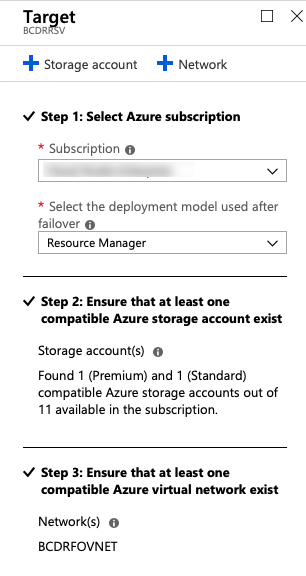 Target
BCDRRSV
Storage account
Network
Step 1: Select Azure subscription
* Subscription
* Select the deployment model used after
failover
Resource Manager
Step 2: Ensure that at least one
compatible Azure storage account exist
Storage account(s)
Found 1 (Premium) and 1 (Standard)
compatible Azure storage accounts out of
11 available in the subscription.
Step 3: Ensure that at least one
compatible Azure virtual network exist
Network(s)
BCDRFOVNET